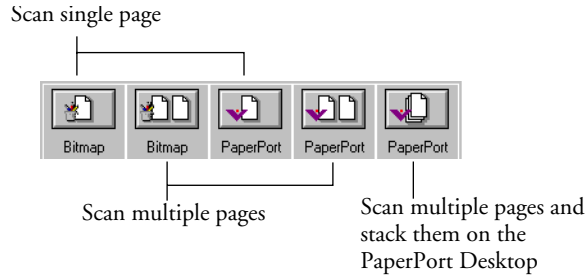 Scan single page
Bitmap Bitmap PaperPort PaperPort PaperPort
Scan multiple pages
Scan multiple pages and
stack them on the
PaperPort Desktop